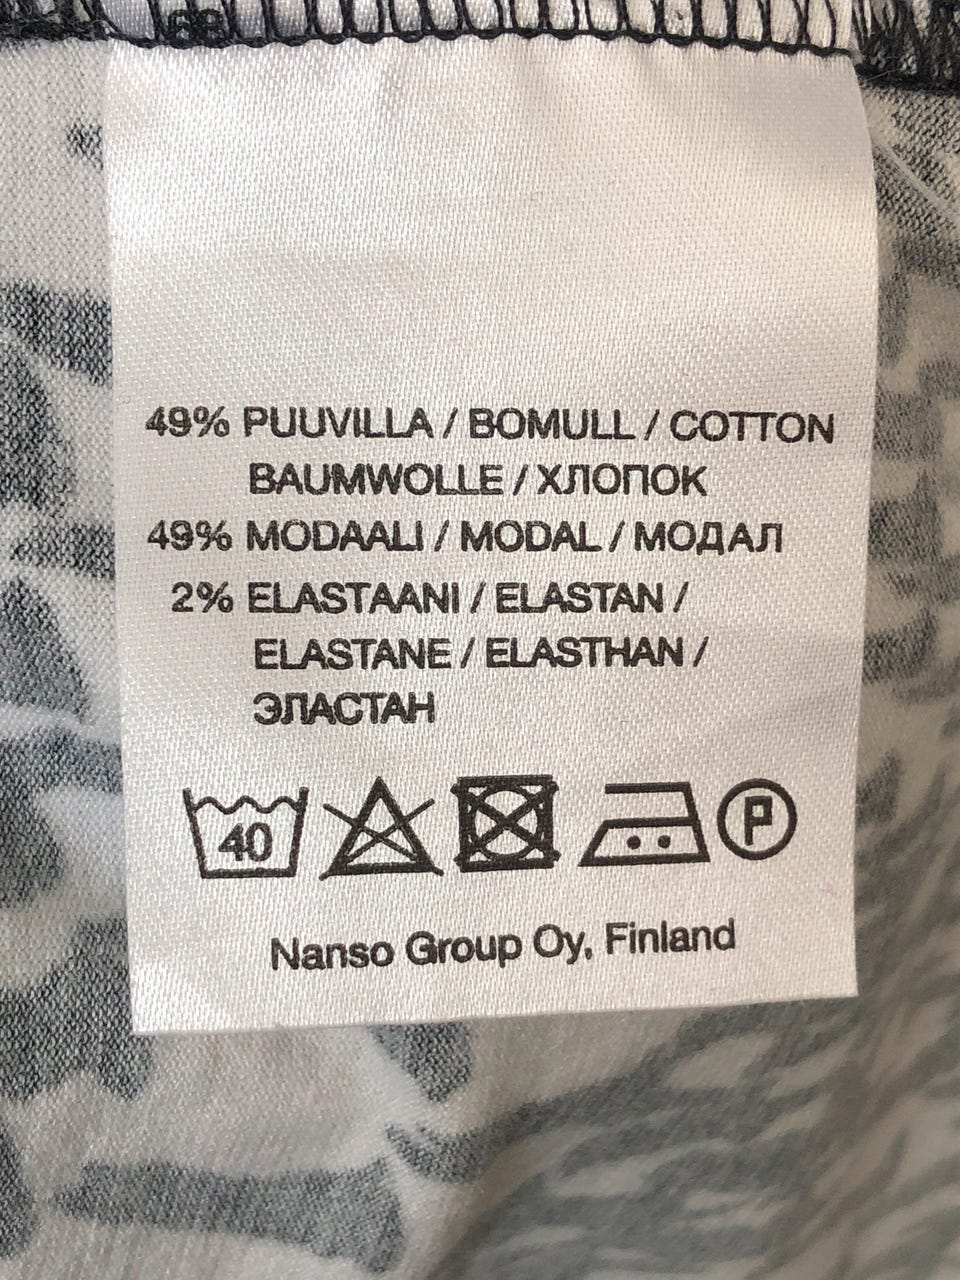 49% PUUVILLA / BOMULL / COTTON
BAUMWOLLE / ХЛОПОК
49% MODAALI / MODAL / МОДАЛ
2% ELASTAANI / ELASTAN /
ELASTANE / ELASTHAN /
ЭЛАСТАН
40 P
Nanso Group Oy, Finland